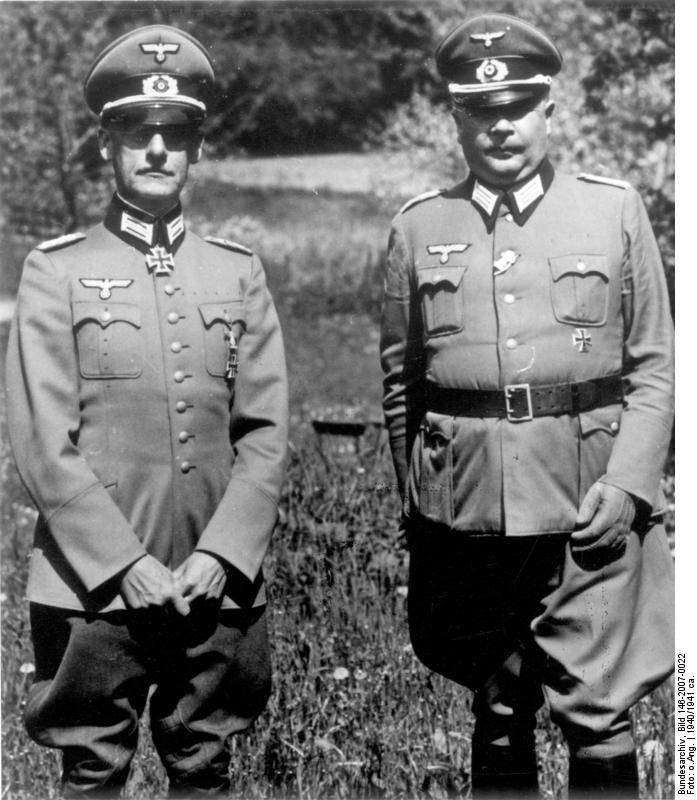 Bundesarchiv, Bild 146-2007-0022
Foto: o.Ang. | 1940/1941 ca.